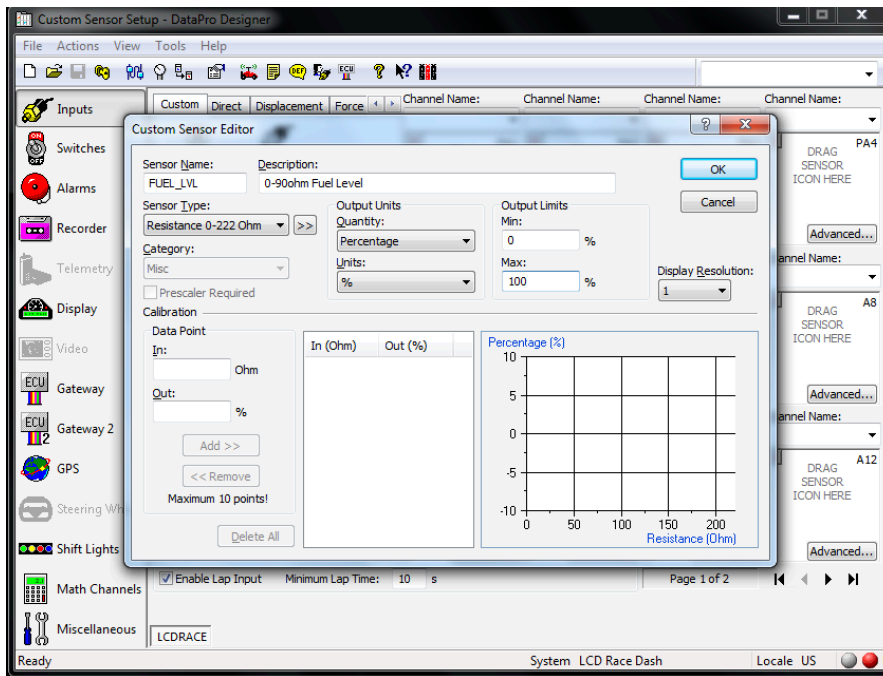 Custom Sensor Setup - DataPro Designer
File Actions View Tools Help
Inputs
Switches
Alarms
Recorder
Telemetry
Display
Video
ECU Gateway
ECU 2 Gateway 2
GPS
Steering Wh
Shift Lights
Math Channels
Miscellaneous
Custom Direct Displacement Force
Channel Name: Channel Name: Channel Name: Channel Name:
Custom Sensor Editor
Sensor Name: Description:
FUEL_LVL 0-90ohm Fuel Level
OK
Cancel
Sensor Type:
Resistance 0-222 Ohm >>
Category:
Misc
Prescaler Required
Output Units
Quantity:
Percentage
Units:
%
Output Limits
Min:
0 %
Max:
100 %
Display Resolution:
1
Calibration
Data Point
In:
Ohm
Out:
%
Add >>
<< Remove
Maximum 10 points!
Delete All
In (Ohm) Out (%)
Percentage (%)
10
5
0
-5
-10
0 50 100 150 200
Resistance (Ohm)
PA4
DRAG
SENSOR
ICON HERE
Advanced...
annel Name:
A8
DRAG
SENSOR
ICON HERE
Advanced...
annel Name:
A12
DRAG
SENSOR
ICON HERE
Advanced...
Enable Lap Input Minimum Lap Time: 10 s
Page 1 of 2
LCDRACE
Ready
System LCD Race Dash
Locale US